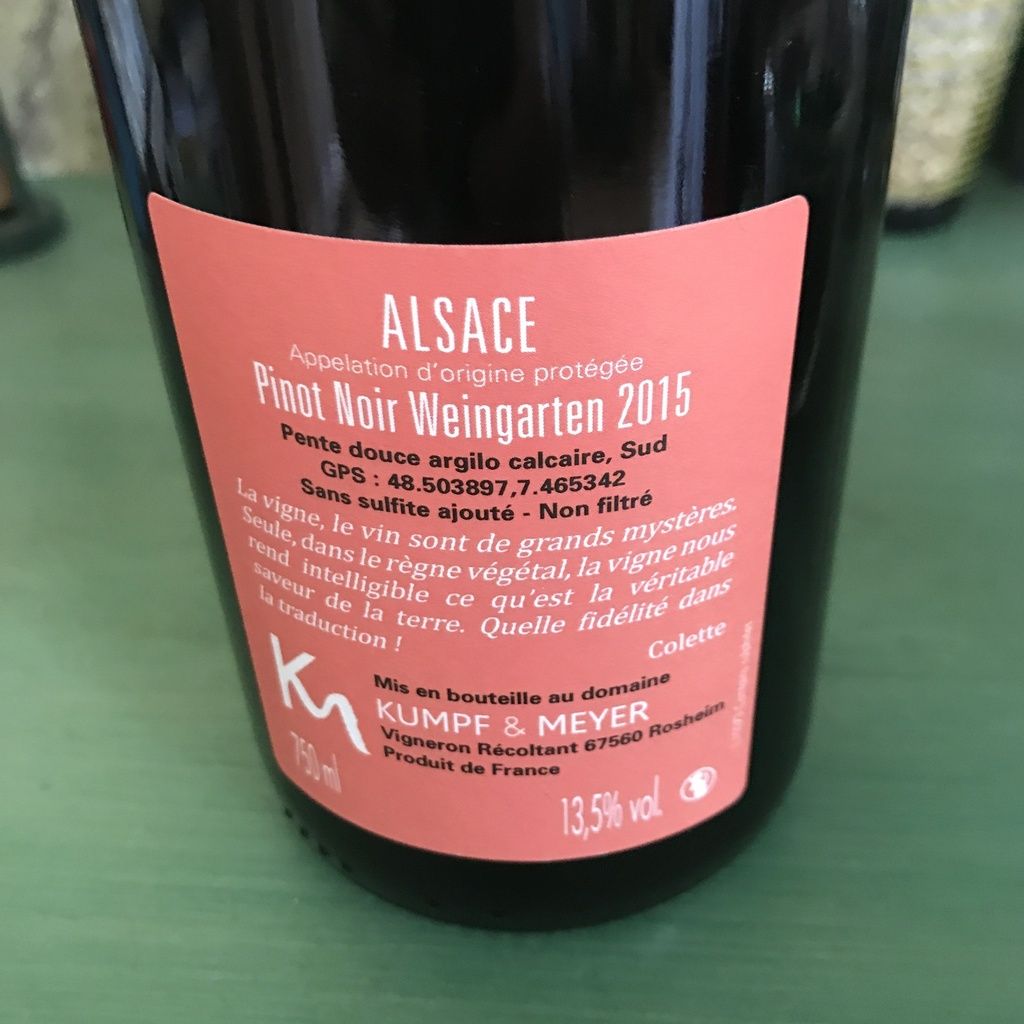 ALSACE
Appelation d'origine protégée
Pinot Noir Weingarten 2015
Pente douce argilo calcaire, Sud
GPS : 48.503897,7.465342
Sans sulfite ajouté - Non filtré
La vigne, le vin sont de grands mystères.
Seule, dans le règne végétal, la vigne nous
rend intelligible ce qu'est la véritable
saveur de la terre. Quelle fidélité dans
la traduction !
Colette
KM
Mis en bouteille au domaine
KUMPF & MEYER
Vigneron Récoltant 67560 Rosheim
Produit de France
750 ml
13,5% vol.